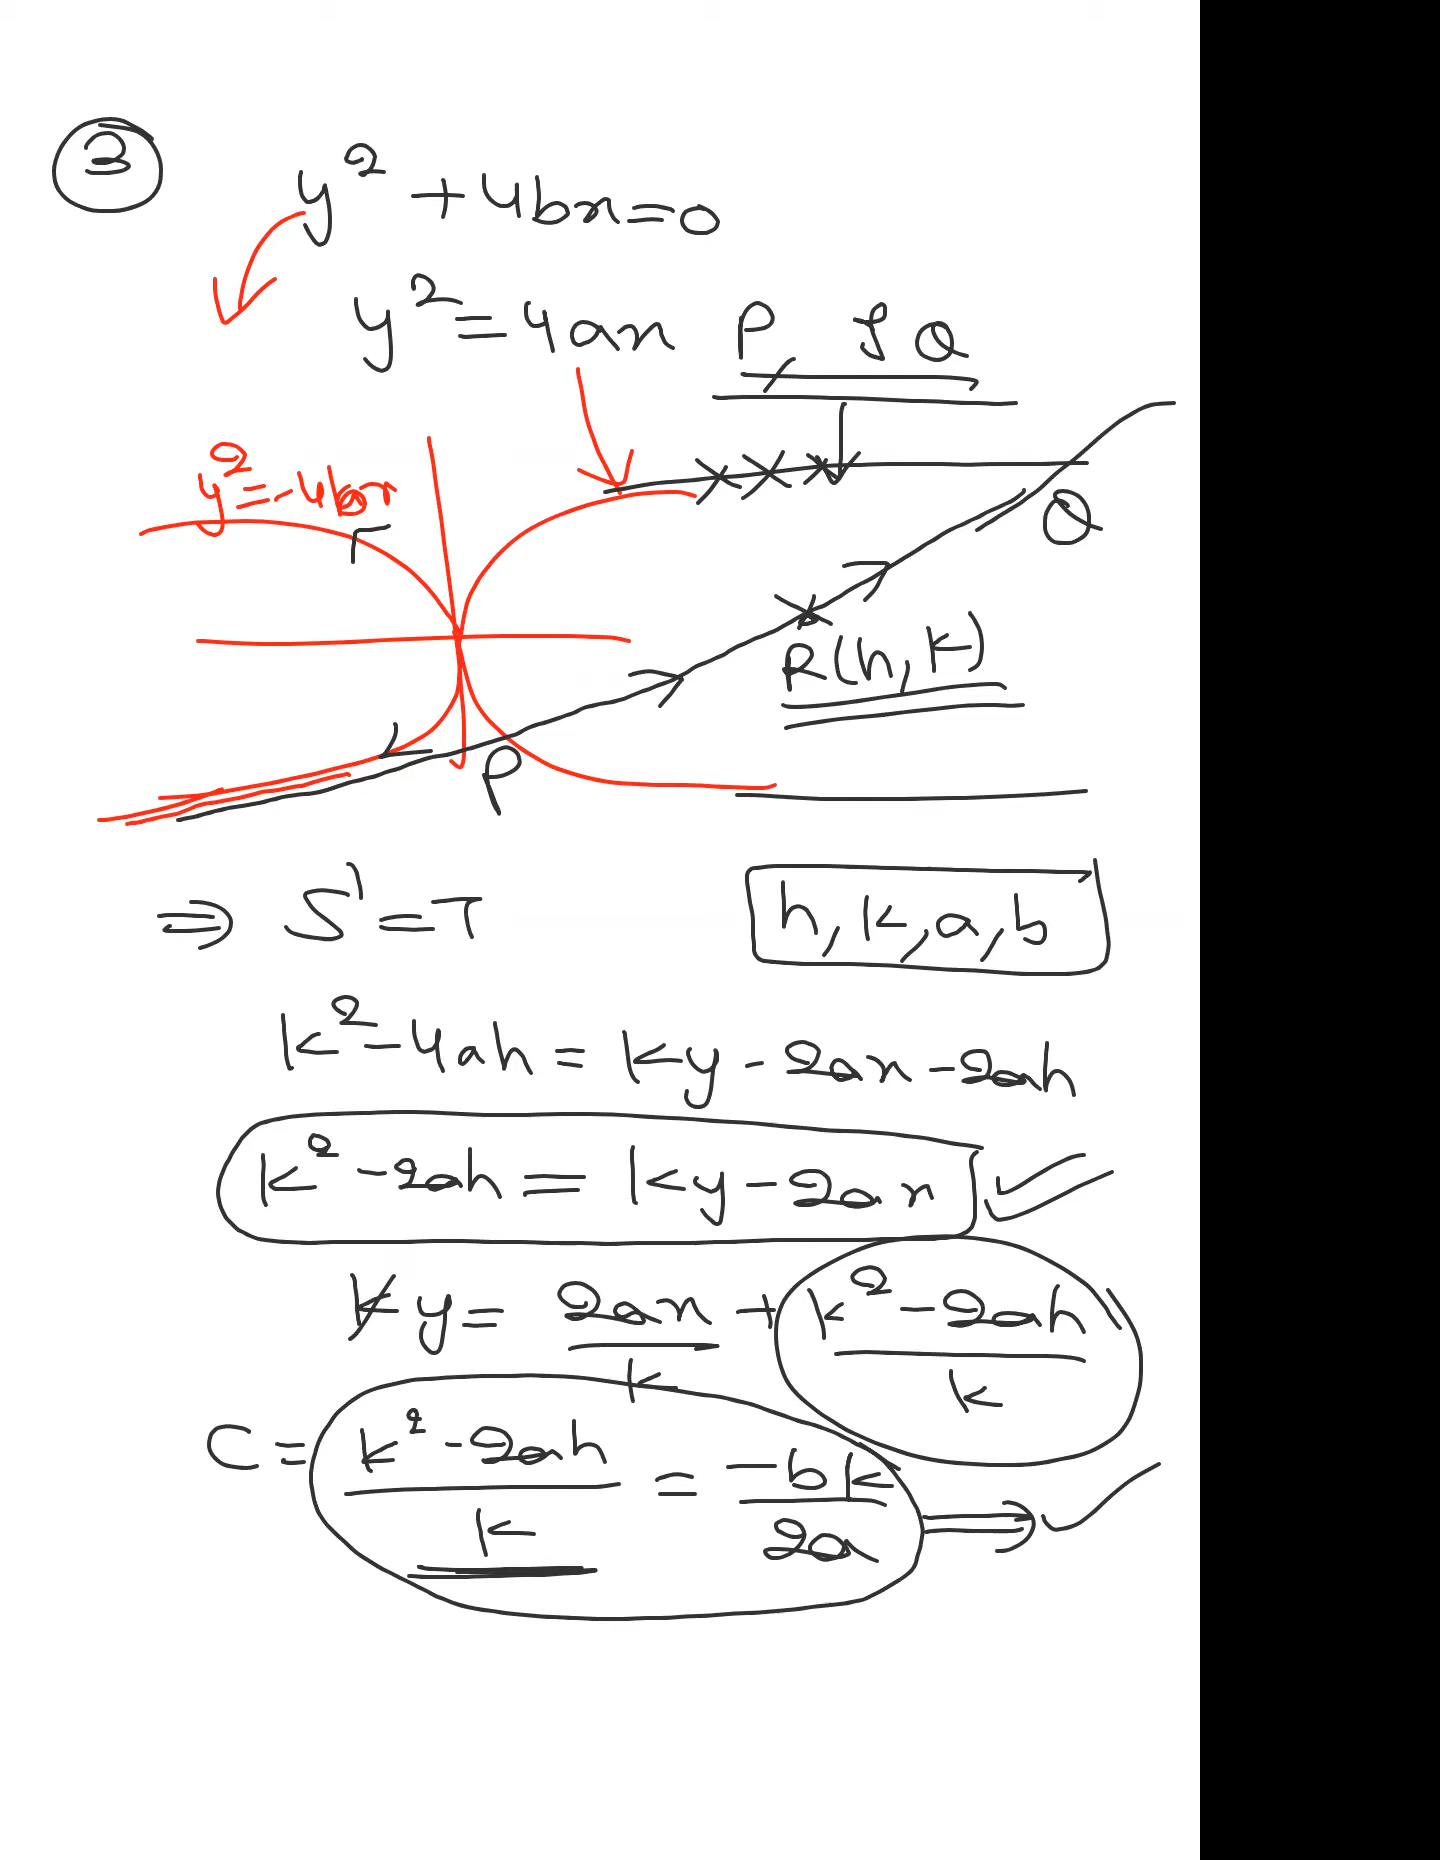 3
y² + 4bx = 0
y² = 4ax P, & Q
y² = -4bx
Q
R(h, k)
P
⇒ S' = T
h, k, a, b
k² - 4ah = ky - 2ax - 2ah
k² - 2ah = ky - 2ax
ky = 2ax/k + (k² - 2ah)/k
C = (k² - 2ah)/k = -bk/2a ⇒